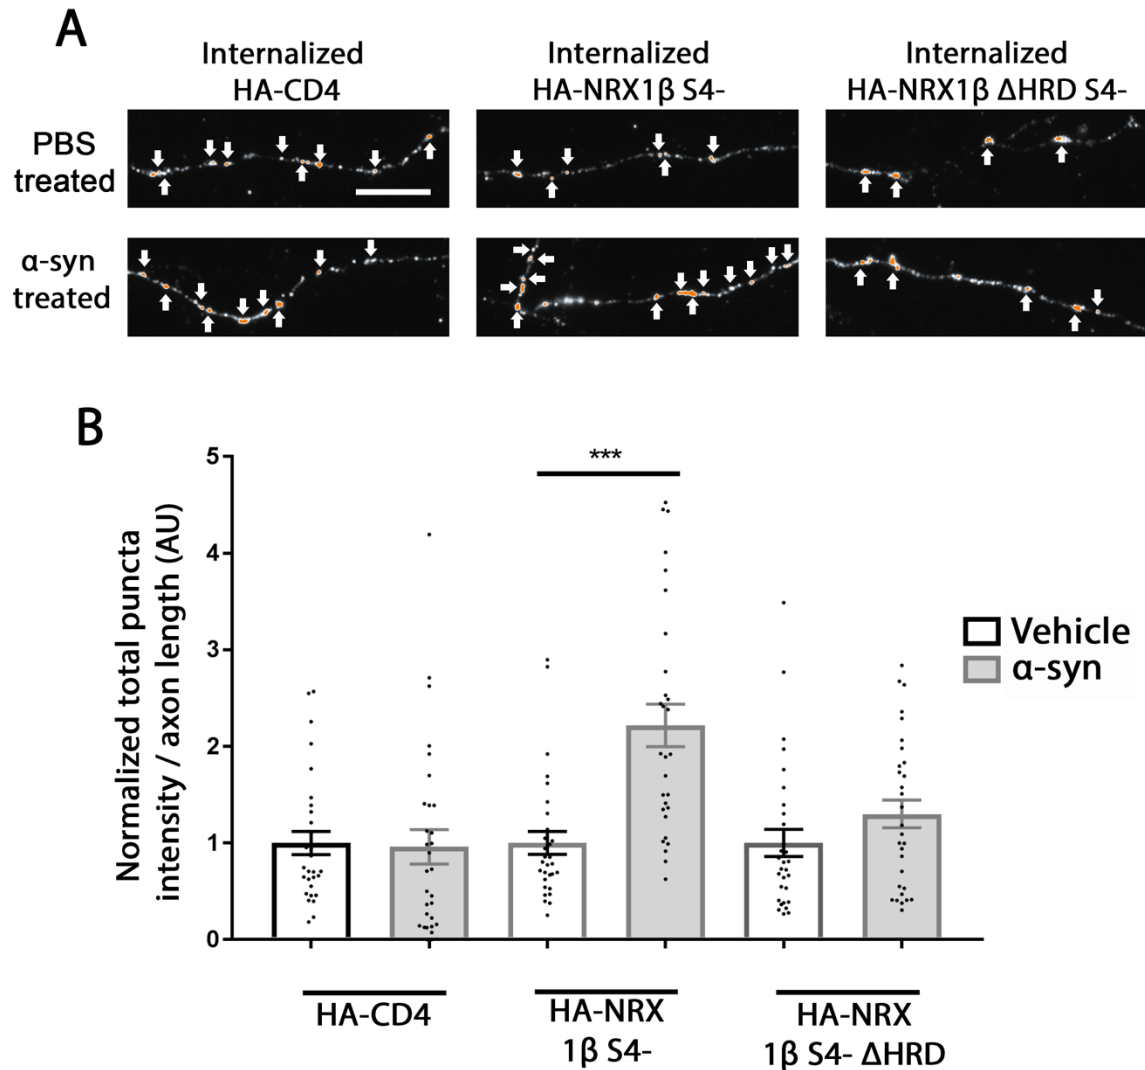 A
Internalized
HA-CD4
Internalized
HA-NRX1β S4-
Internalized
HA-NRX1β ΔHRD S4-
PBS
treated
α-syn
treated
B
Normalized total puncta
intensity / axon length (AU)
5
4
3
2
1
0
***
Vehicle
α-syn
HA-CD4
HA-NRX
1β S4-
HA-NRX
1β S4- ΔHRD